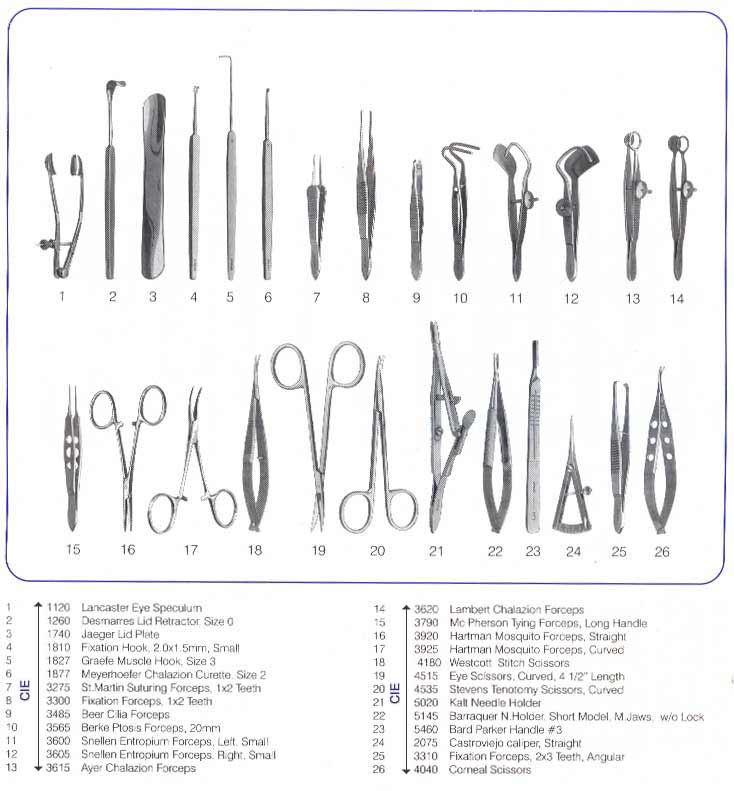 1 2 3 4 5 6 7 8 9 10 11 12 13 14
15 16 17 18 19 20 21 22 23 24 25 26
1 1120 Lancaster Eye Speculum
2 1260 Desmarres Lid Retractor. Size 0
3 1740 Jaeger Lid Plate
4 1810 Fixation Hook, 2.0x1.5mm, Small
5 1827 Graefe Muscle Hook, Size 3
6 1877 Meyerhoefer Chalazion Curette. Size 2
7 3275 St.Martin Suturing Forceps, 1x2 Teeth
8 3300 Fixation Forceps, 1x2 Teeth
9 3485 Beer Cilia Forceps
10 3565 Berke Ptosis Forceps, 20mm
11 3600 Snellen Entropium Forceps, Left, Small
12 3605 Snellen Entropium Forceps, Right, Small
13 3615 Ayer Chalazion Forceps
CIE
14 3620 Lambert Chalazion Forceps
15 3790 Mc Pherson Tying Forceps, Long Handle
16 3920 Hartman Mosquito Forceps, Straight
17 3925 Hartman Mosquito Forceps, Curved
18 4180 Westcott Stitch Scissors
19 4515 Eye Scissors, Curved, 4 1/2" Length
20 4535 Stevens Tenotomy Scissors, Curved
21 5020 Kalt Needle Holder
22 5145 Barraquer N.Holder. Short Model, M.Jaws. w/o Lock
23 5460 Bard Parker Handle #3
24 2075 Castroviejo caliper, Straight
25 3310 Fixation Forceps, 2x3 Teeth, Angular
26 4040 Corneal Scissors
CIE